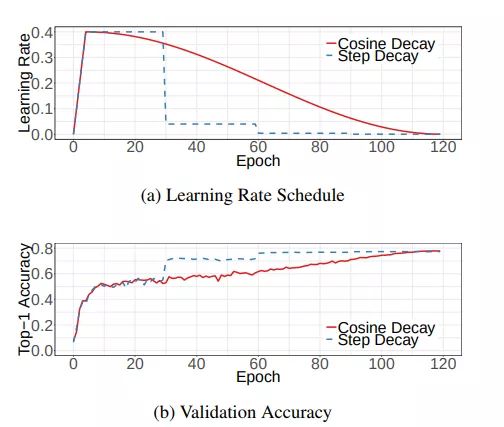 0.4
0.3
0.2
0.1
0.0
Learning Rate
Cosine Decay
Step Decay
0 20 40 60 80 100 120
Epoch
(a) Learning Rate Schedule
0.8
0.6
0.4
0.2
0.0
Top-1 Accuracy
Cosine Decay
Step Decay
0 20 40 60 80 100 120
Epoch
(b) Validation Accuracy